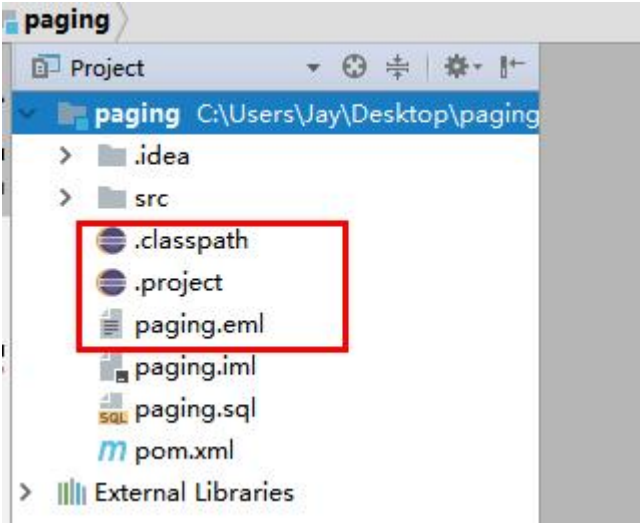 paging
Project
paging C:\Users\Jay\Desktop\paging
.idea
src
.classpath
.project
paging.eml
paging.iml
SQL paging.sql
m pom.xml
External Libraries